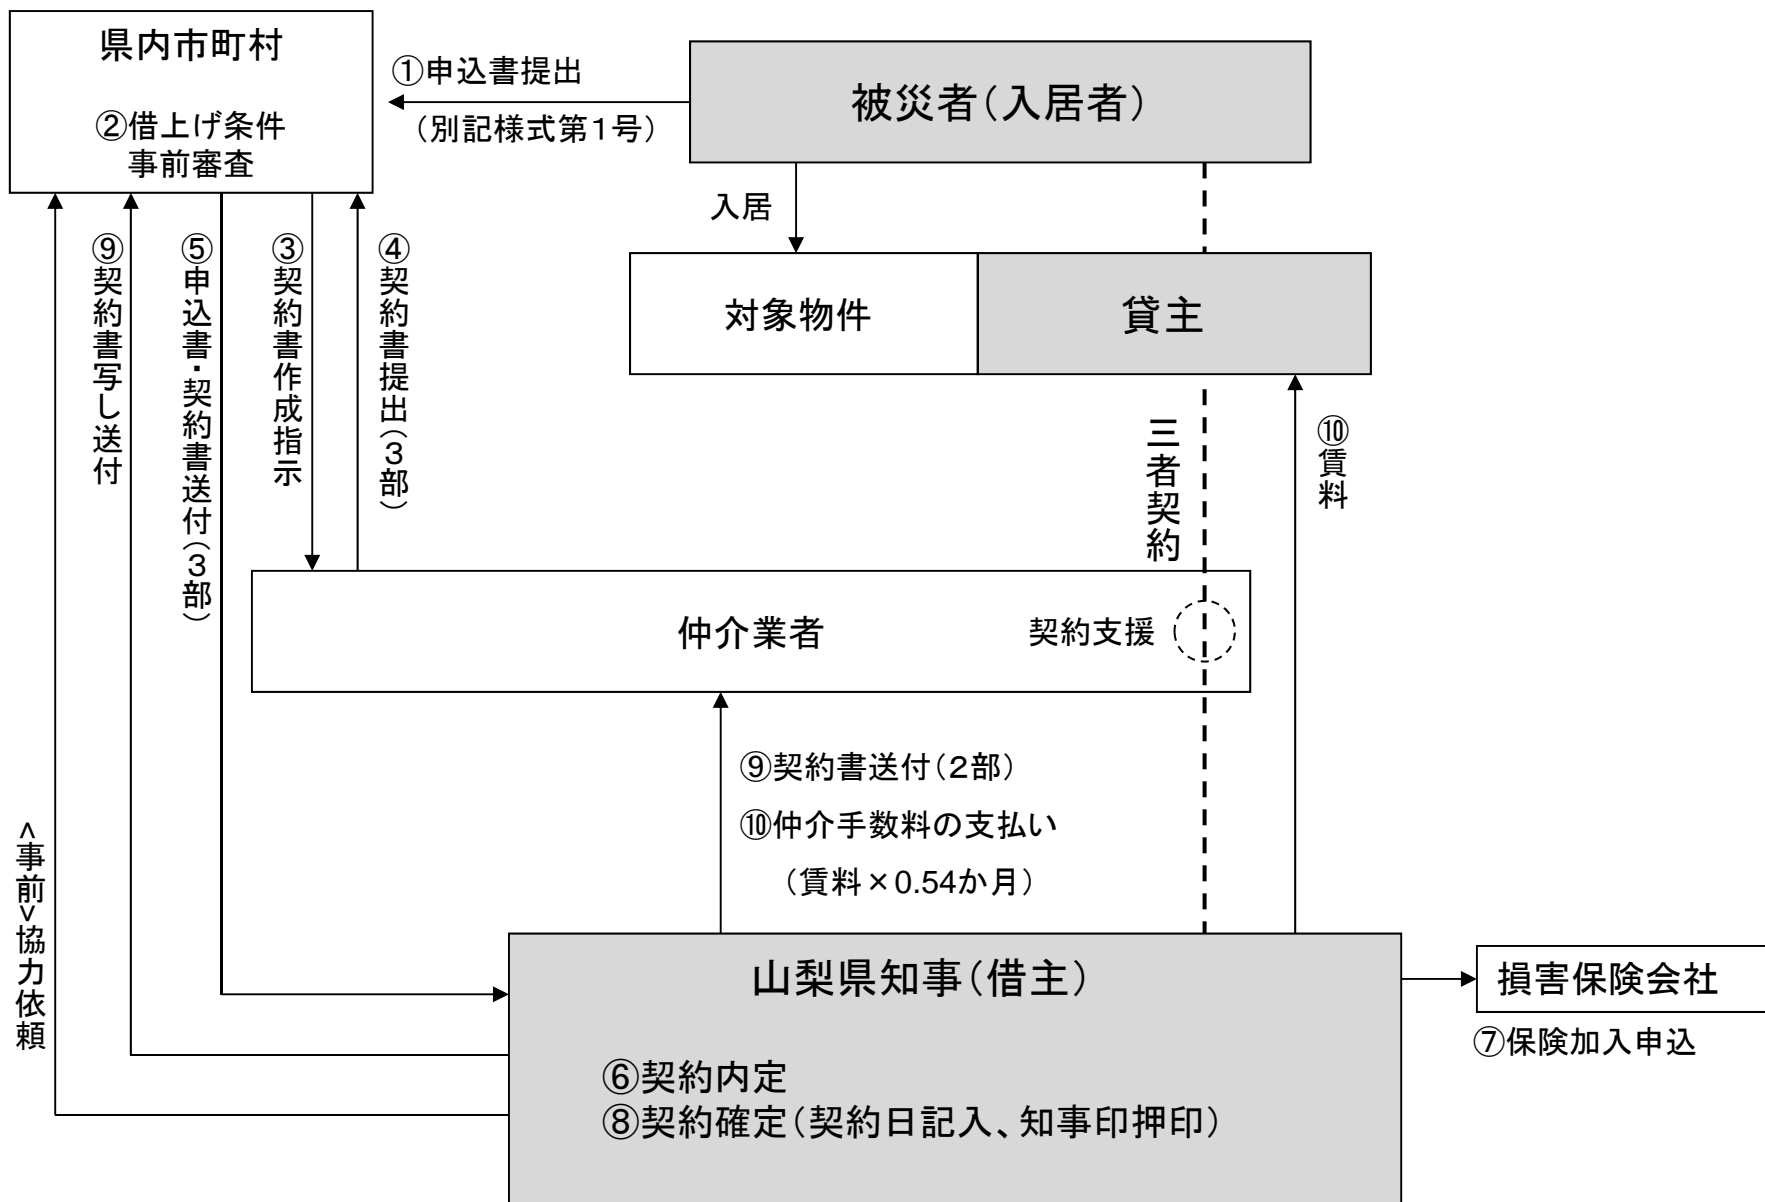 県内市町村
②借上げ条件
事前審査
①申込書提出
（別記様式第１号）
被災者（入居者）
入居
対象物件
貸主
⑨契約書写し送付
⑤申込書・契約書送付（３部）
③契約書作成指示
④契約書提出（３部）
三者契約
⑩賃料
仲介業者
契約支援
⑨契約書送付（２部）
⑩仲介手数料の支払い
（賃料×0.54か月）
<事前>協力依頼
山梨県知事（借主）
⑥契約内定
⑧契約確定（契約日記入、知事印押印）
損害保険会社
⑦保険加入申込